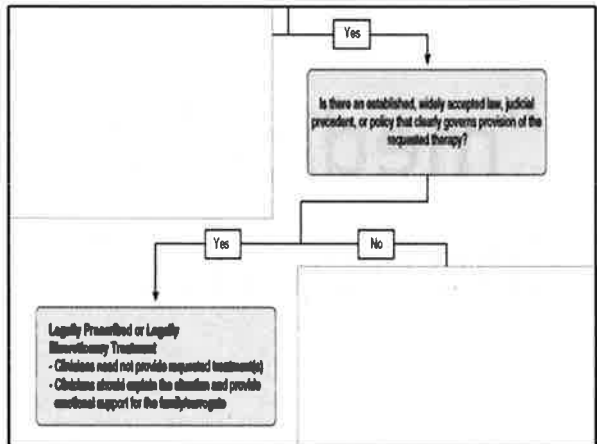 Yes
Is there an established, widely accepted law, judicial
precedent, or policy that clearly governs provision of the
requested therapy?
Yes
No
Legally Proscribed or Legally
Discretionary Treatment
- Clinicians need not provide requested treatment(s)
- Clinicians should explain the situation and provide
emotional support for the family/surrogate